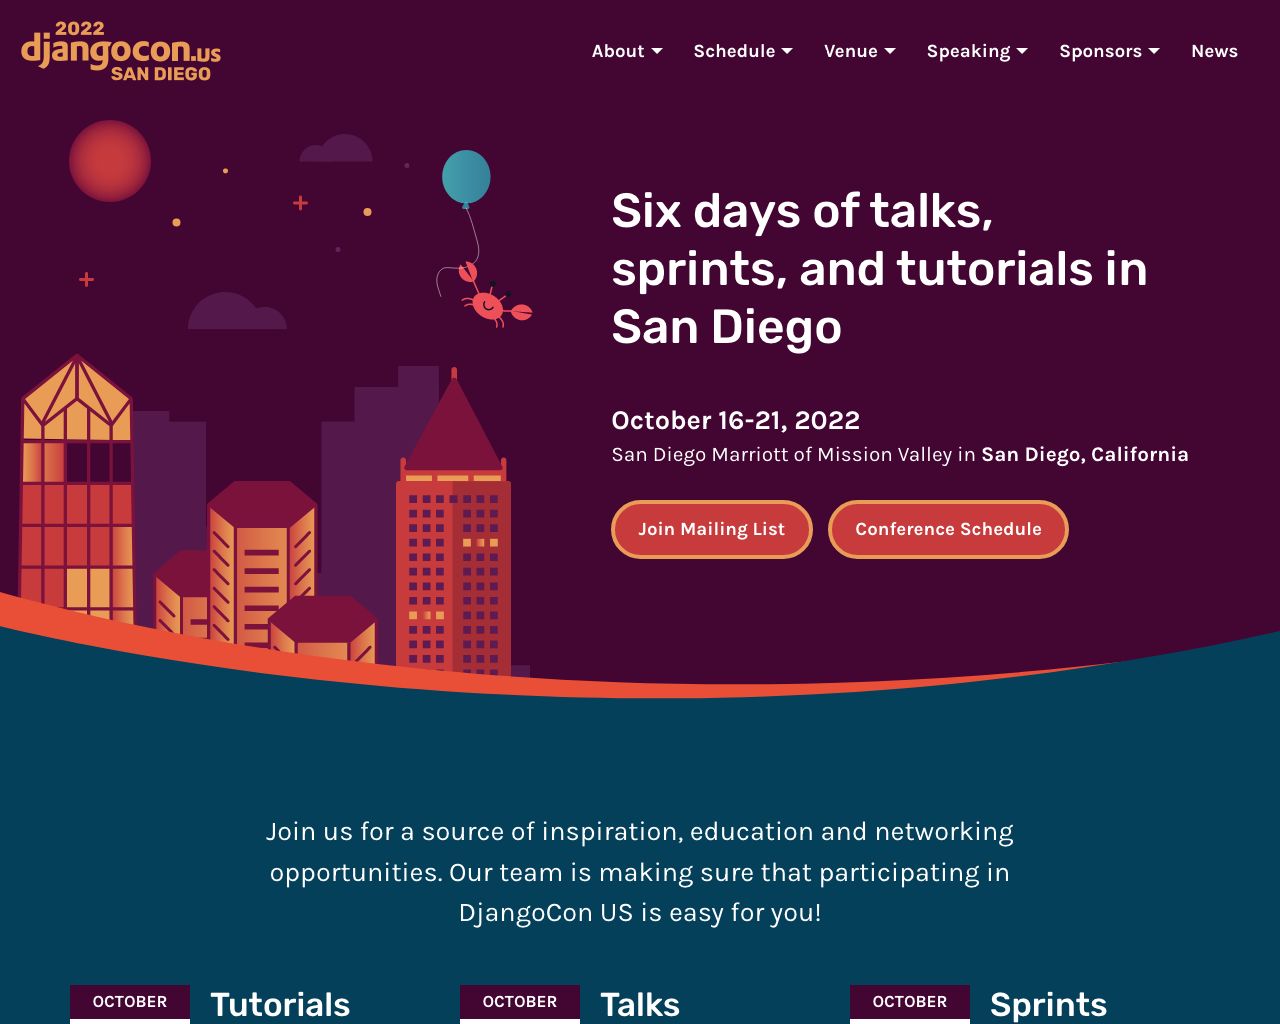 2022
djangocon.us
SAN DIEGO
About
Schedule
Venue
Speaking
Sponsors
News
Six days of talks,
sprints, and tutorials in
San Diego
October 16-21, 2022
San Diego Marriott of Mission Valley in San Diego, California
Join Mailing List
Conference Schedule
Join us for a source of inspiration, education and networking
opportunities. Our team is making sure that participating in
DjangoCon US is easy for you!
OCTOBER
Tutorials
OCTOBER
Talks
OCTOBER
Sprints